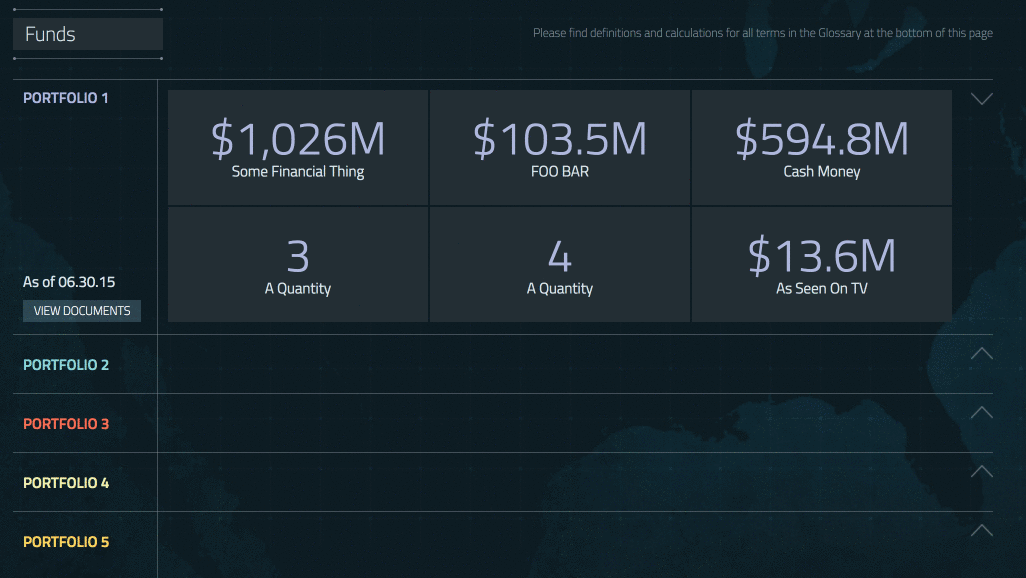 Funds
Please find definitions and calculations for all terms in the Glossary at the bottom of this page
PORTFOLIO 1
$1,026M
Some Financial Thing
$103.5M
FOO BAR
$594.8M
Cash Money
3
A Quantity
4
A Quantity
$13.6M
As Seen On TV
As of 06.30.15
VIEW DOCUMENTS
PORTFOLIO 2
PORTFOLIO 3
PORTFOLIO 4
PORTFOLIO 5